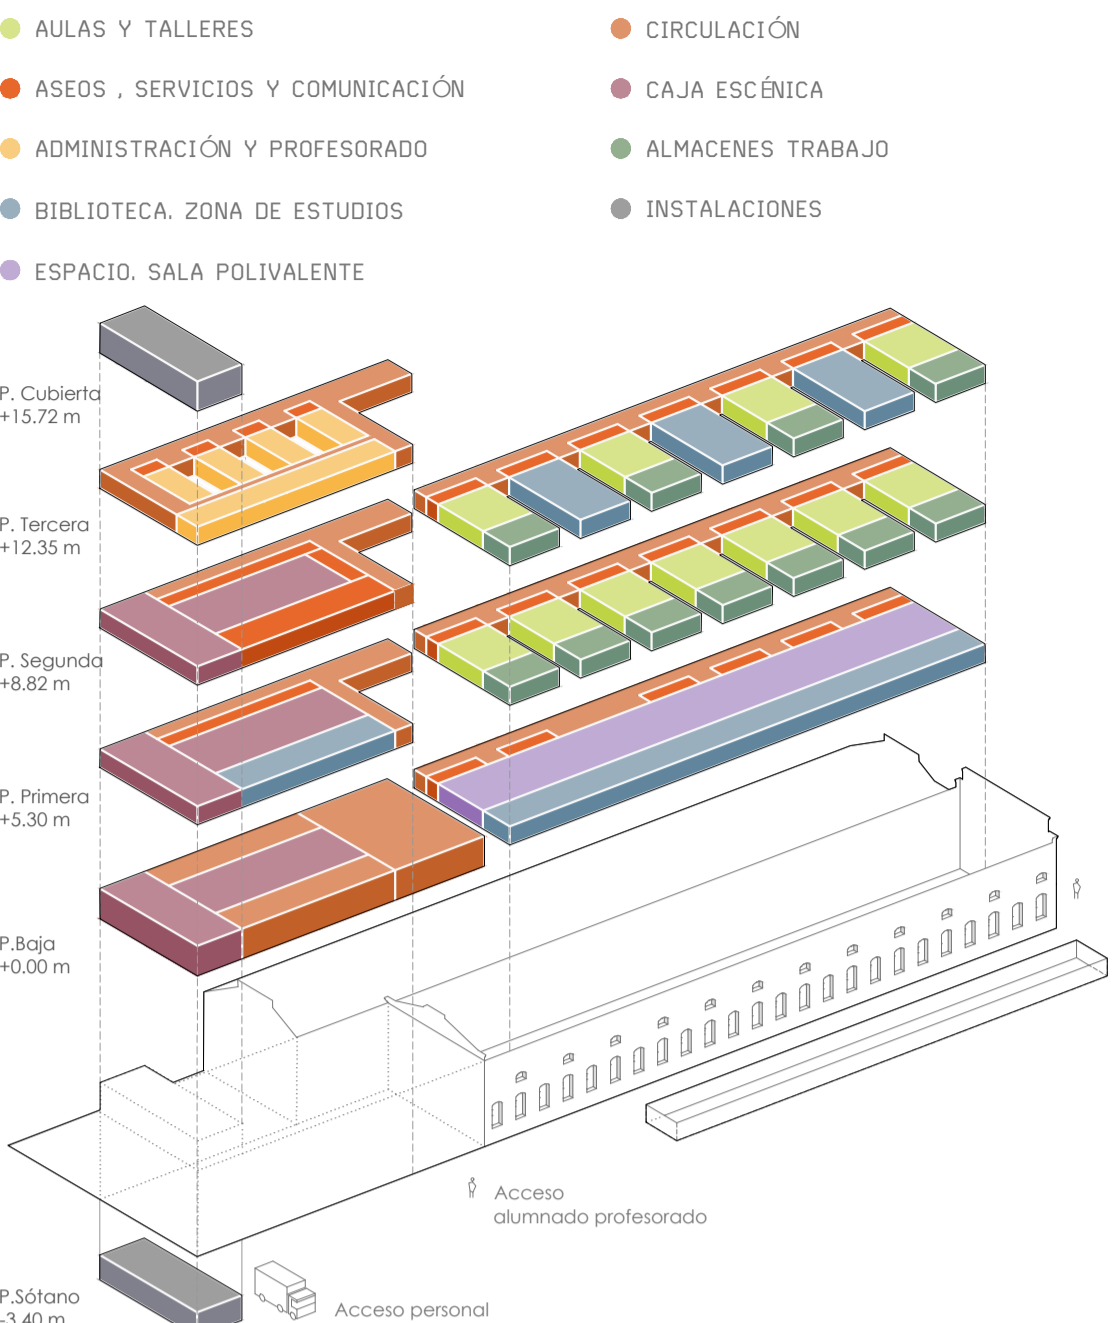 AULAS Y TALLERES
CIRCULACIÓN
ASEOS , SERVICIOS Y COMUNICACIÓN
CAJA ESCÉNICA
ADMINISTRACIÓN Y PROFESORADO
ALMACENES TRABAJO
BIBLIOTECA. ZONA DE ESTUDIOS
INSTALACIONES
ESPACIO. SALA POLIVALENTE
P. Cubierta
+15.72 m
P. Tercera
+12.35 m
P. Segunda
+8.82 m
P. Primera
+5.30 m
P.Baja
+0.00 m
Acceso
alumnado profesorado
P.Sótano
-3.40 m
Acceso personal